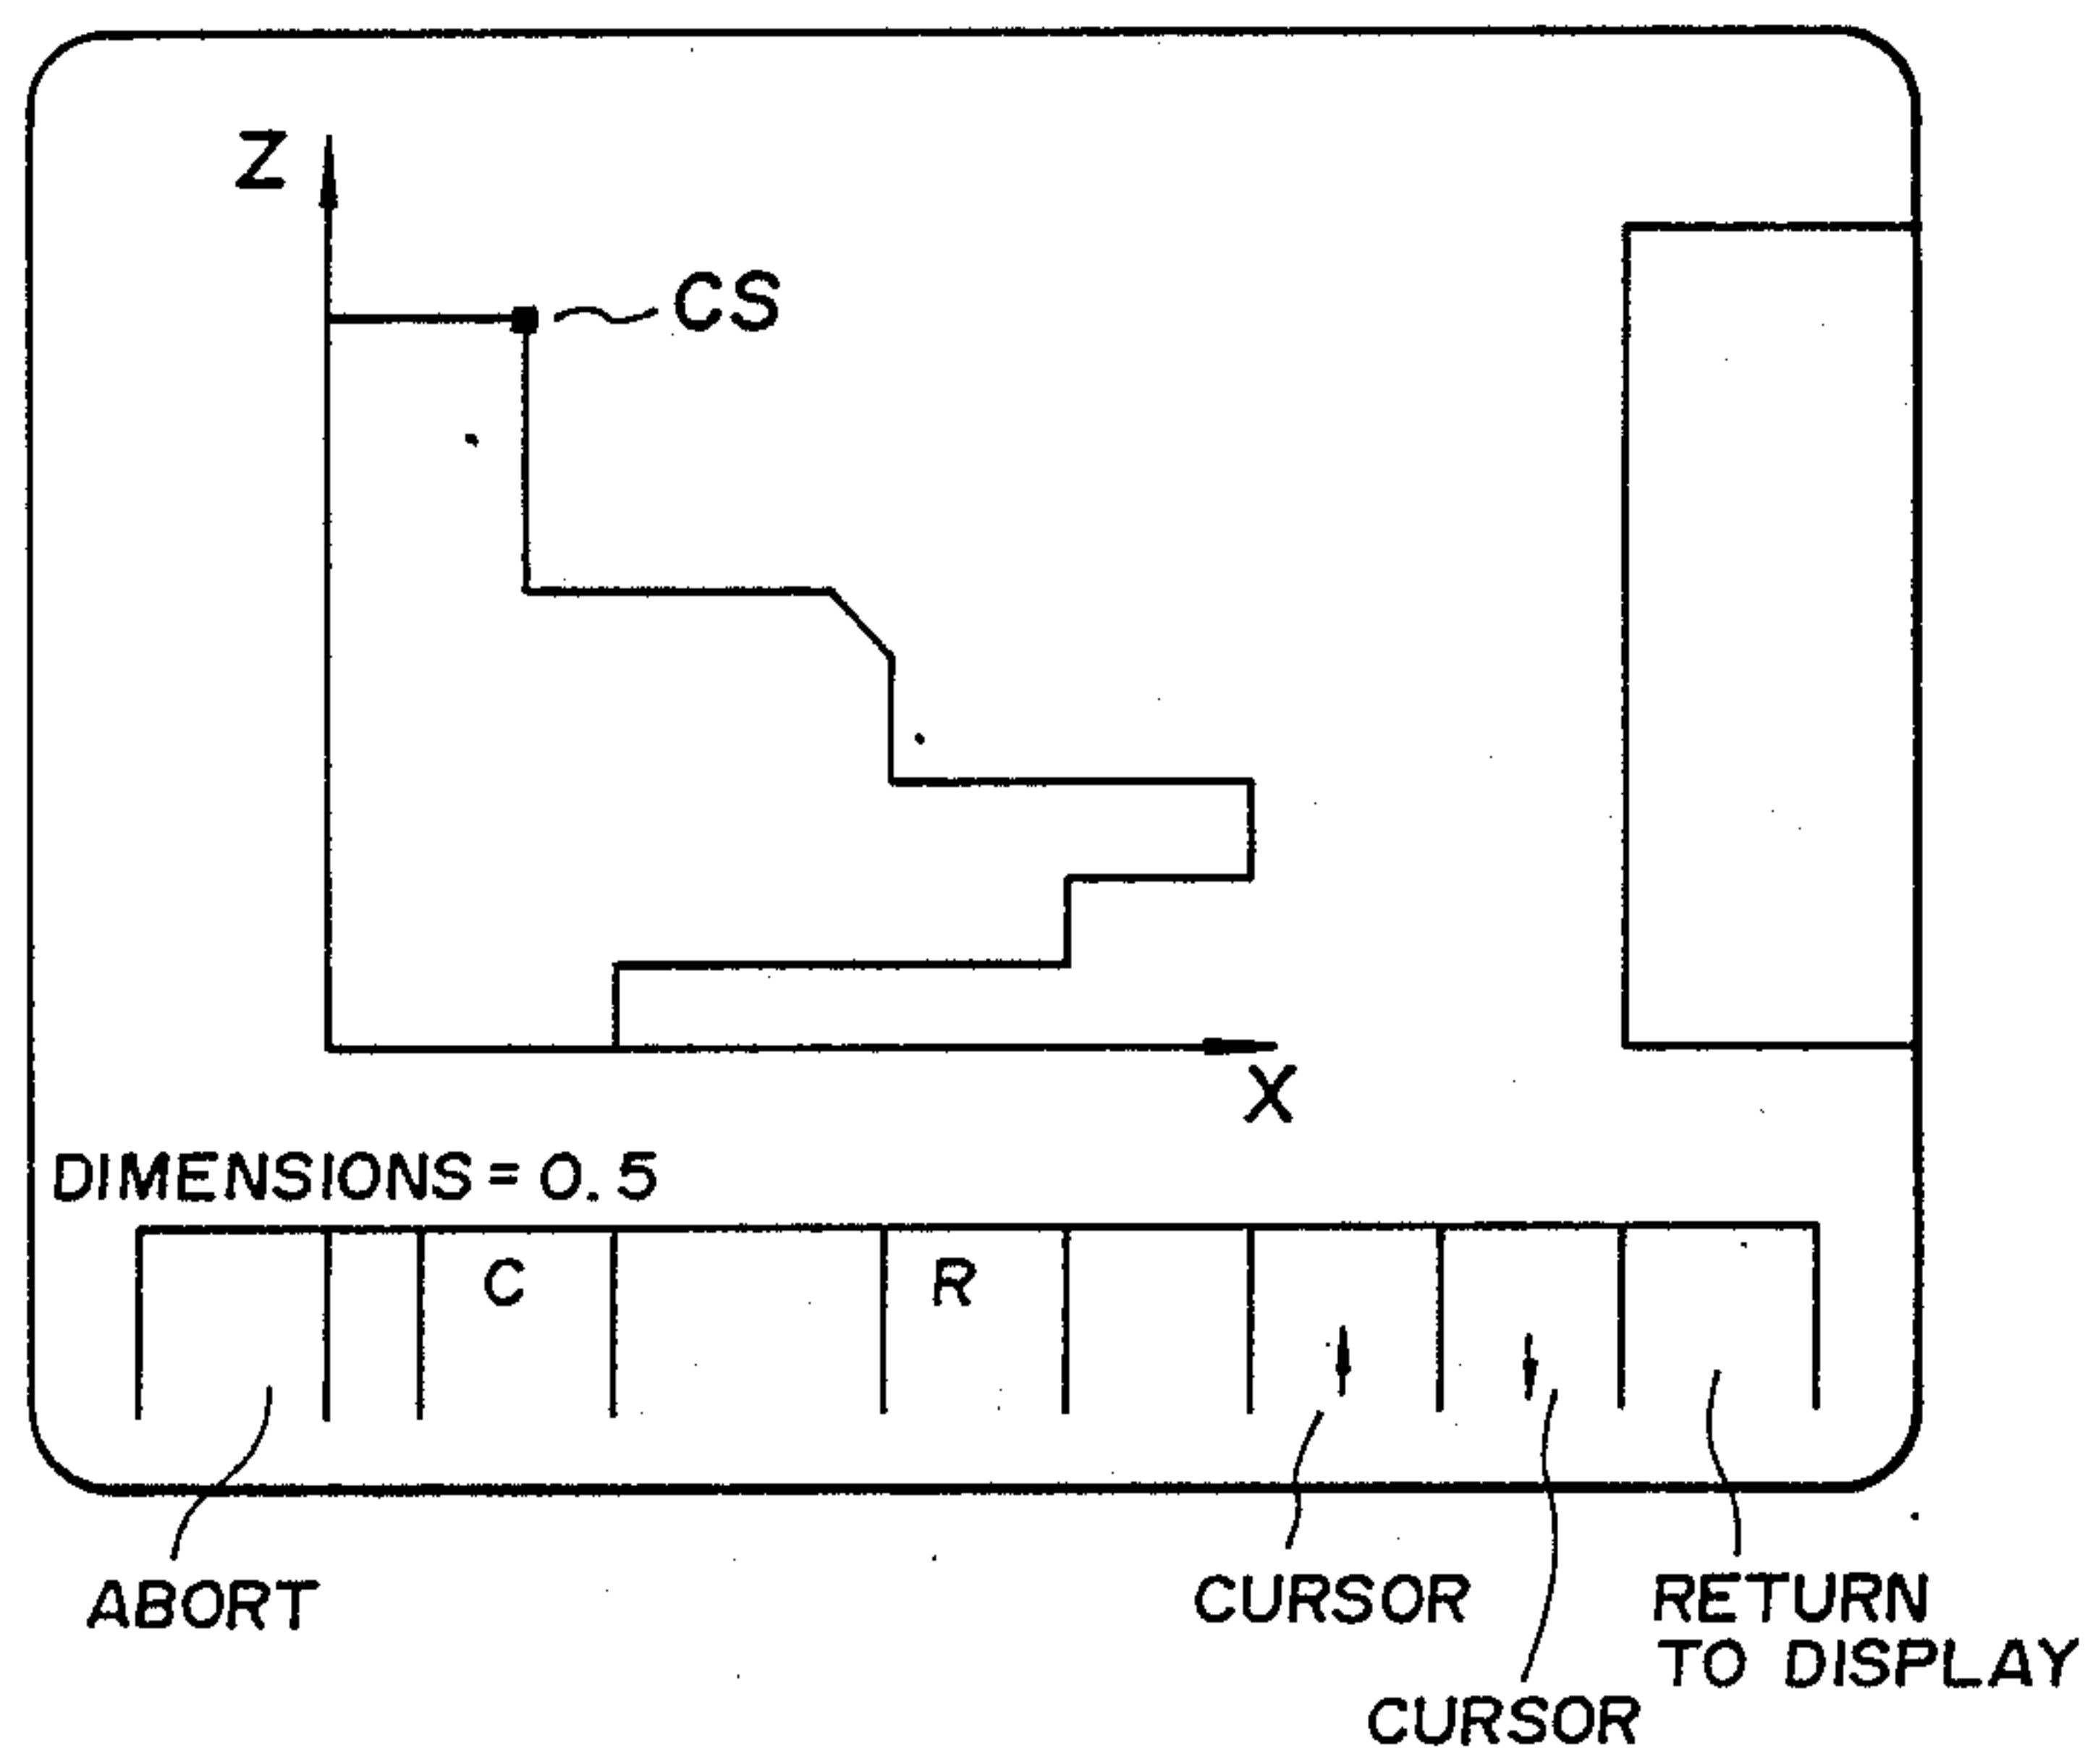 Z
CS
X
DIMENSIONS = 0.5
C
R
ABORT
CURSOR
CURSOR
RETURN
TO DISPLAY